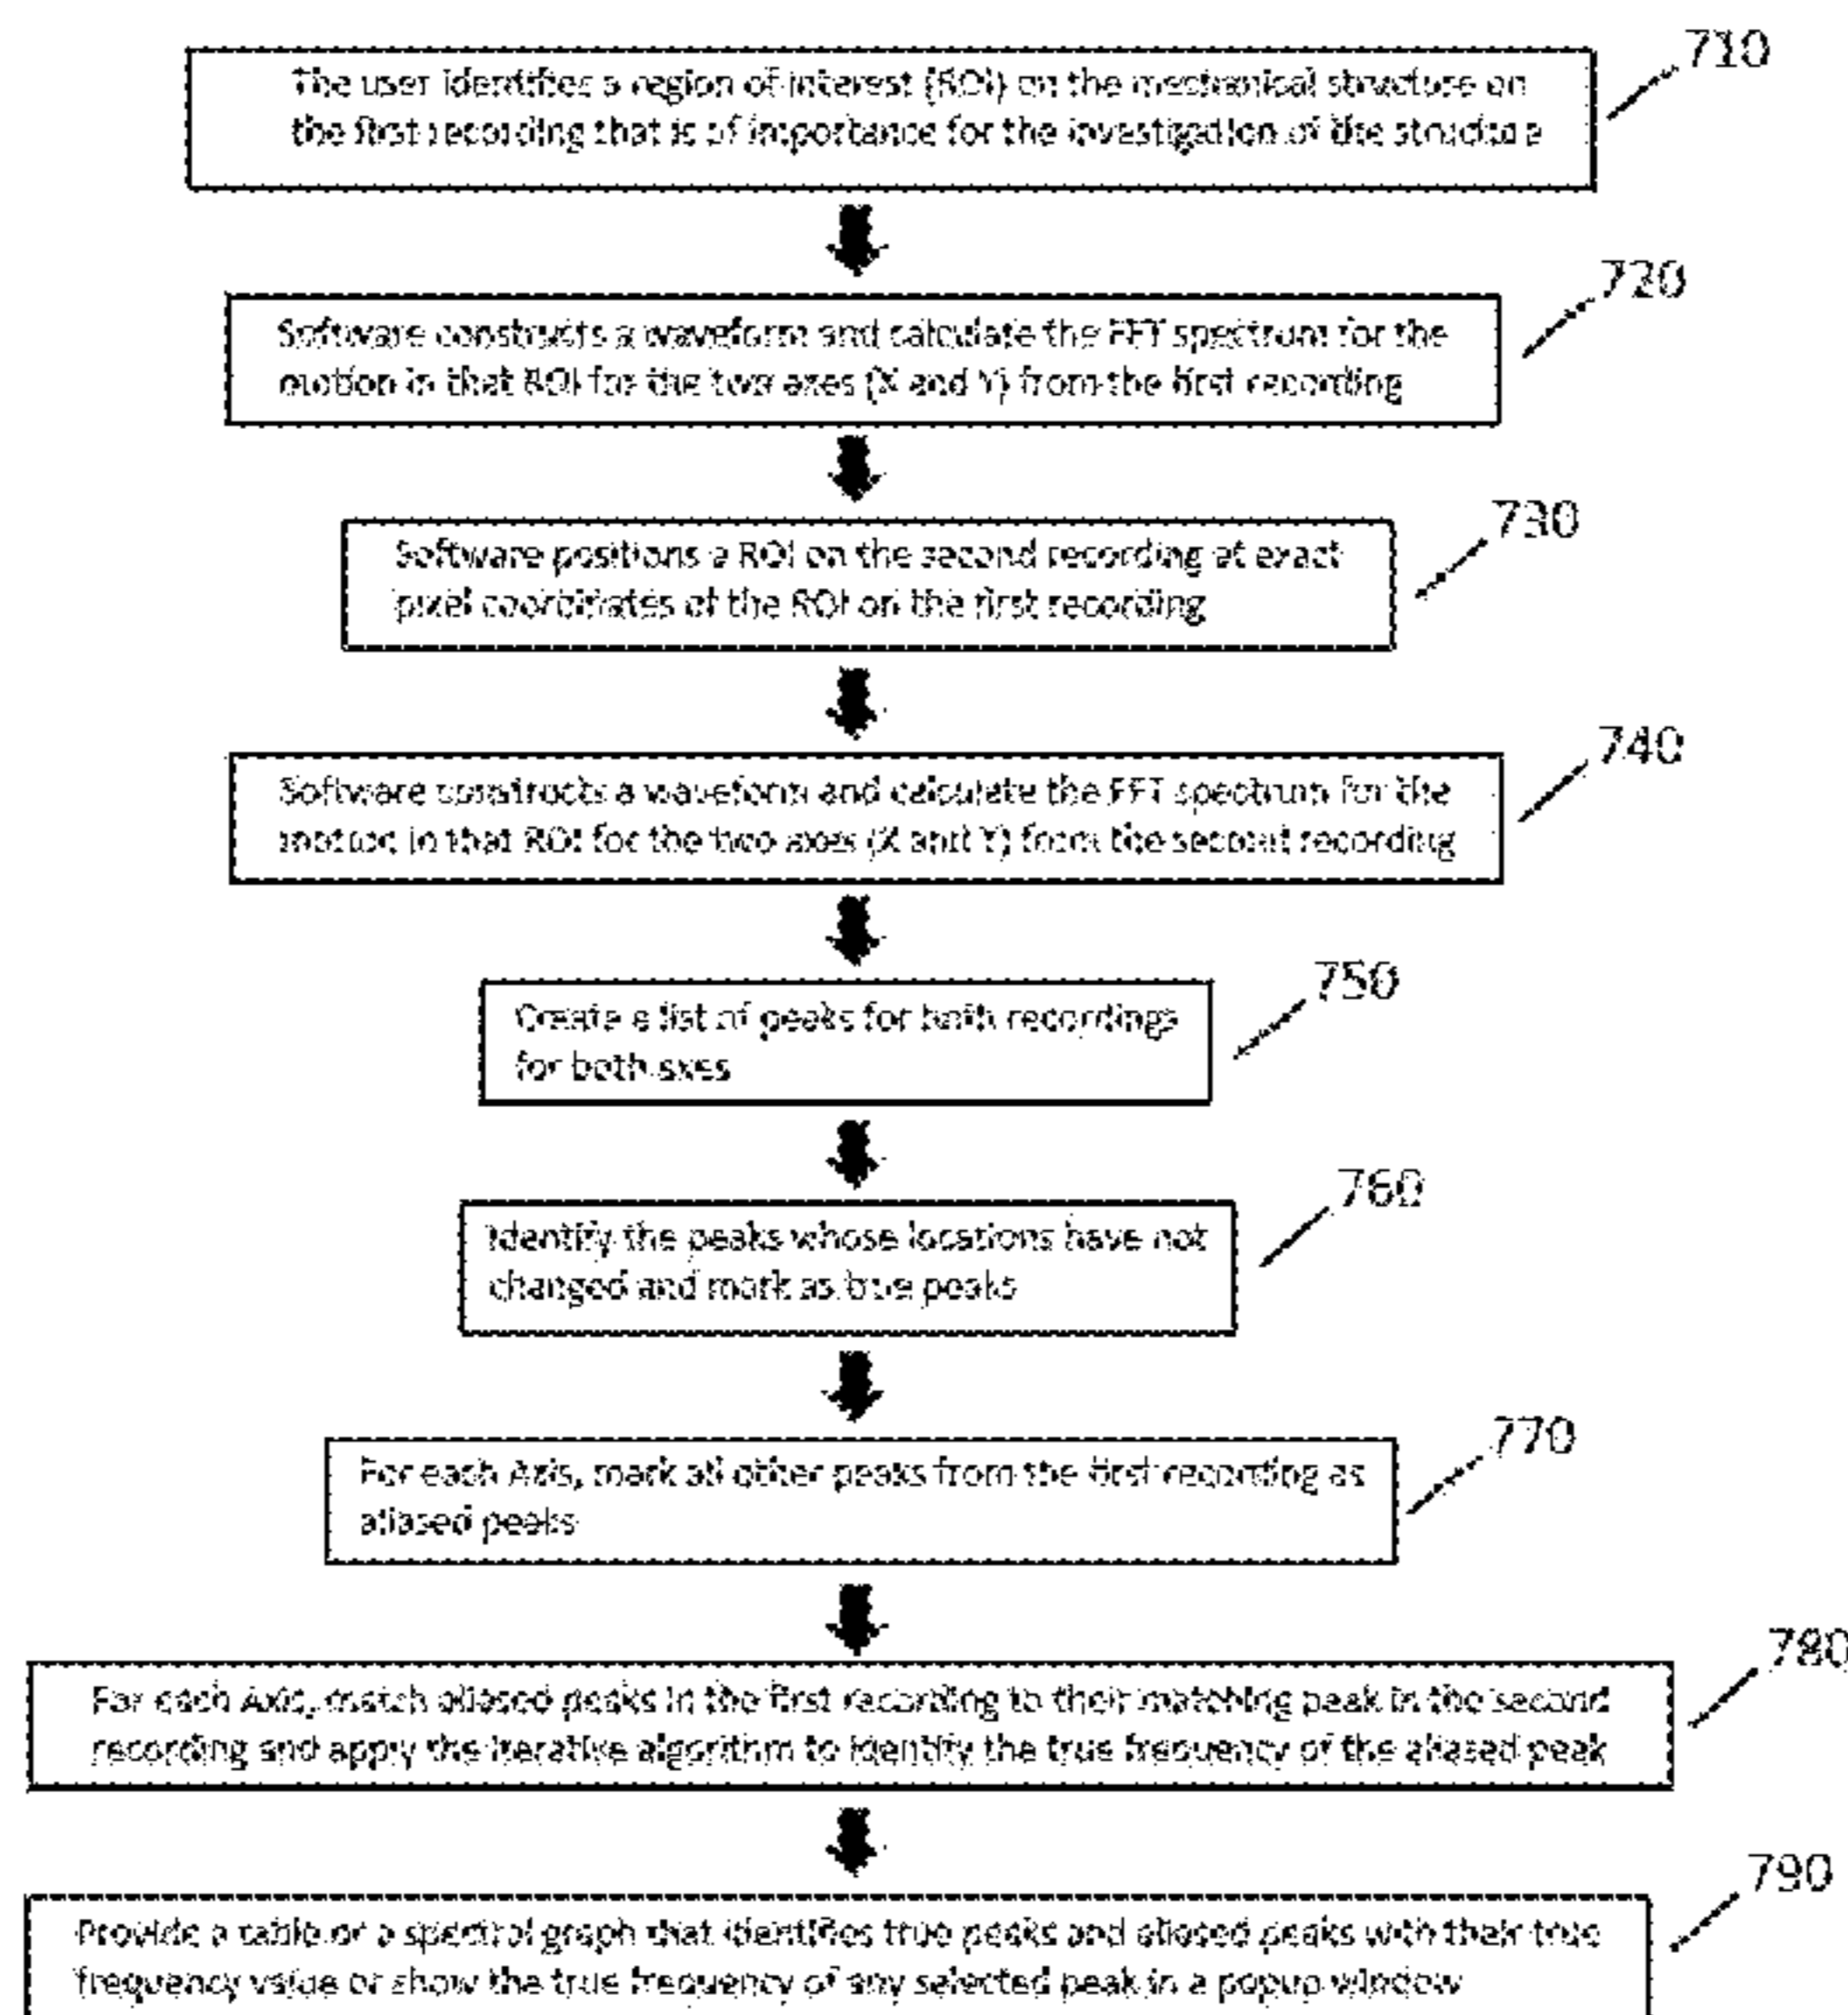 710
The user identifies a region of interest (ROI) on the mechanical structure on
the first recording that is of importance for the investigation of the structure
720
Software constructs a waveform and calculate the FFT spectrum for the
motion in that ROI for the two axes (X and Y) from the first recording
730
Software positions a ROI on the second recording at exact
pixel coordinates of the ROI on the first recording
740
Software constructs a waveform and calculate the FFT spectrum for the
motion in that ROI for the two axes (X and Y) from the second recording
750
Create a list of peaks for both recordings
for both axes
760
Identify the peaks whose locations have not
changed and mark as true peaks
770
For each Axis, mark all other peaks from the first recording as
aliased peaks
780
For each Axis, match aliased peaks in the first recording to their matching peak in the second
recording and apply the iterative algorithm to identify the true frequency of the aliased peak
790
Provide a table or a spectral graph that identifies true peaks and aliased peaks with their true
frequency value or show the true frequency of any selected peak in a popup window